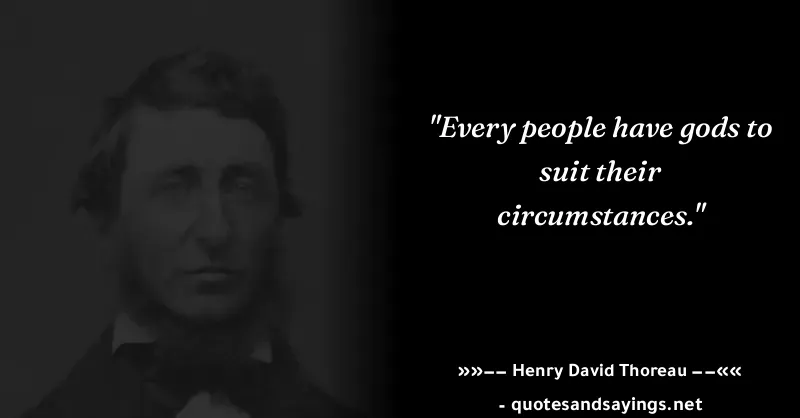 "Every people have gods to
suit their
circumstances."
»»–– Henry David Thoreau ––««
- quotesandsayings.net